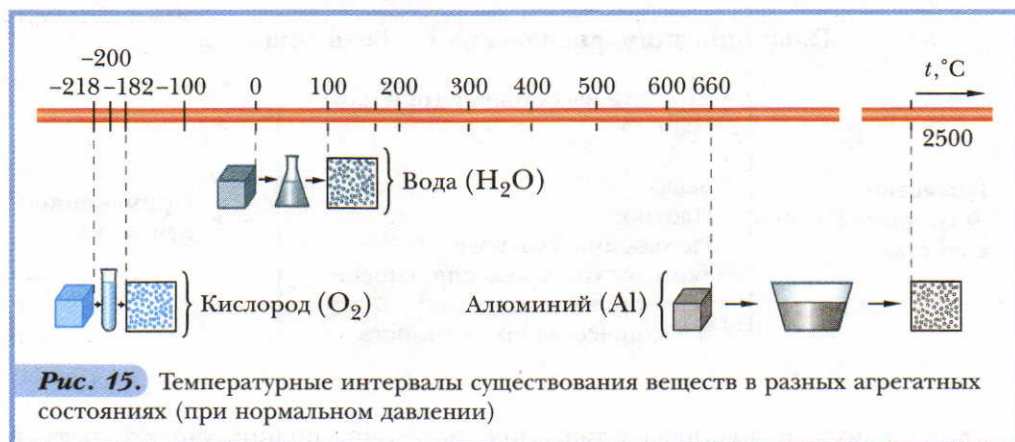 −200
−218 −182 −100 0 100 200 300 400 500 600 660 t,°C
2500
Вода (H₂O)
Кислород (O₂) Алюминий (Al)
Рис. 15. Температурные интервалы существования веществ в разных агрегатных
состояниях (при нормальном давлении)